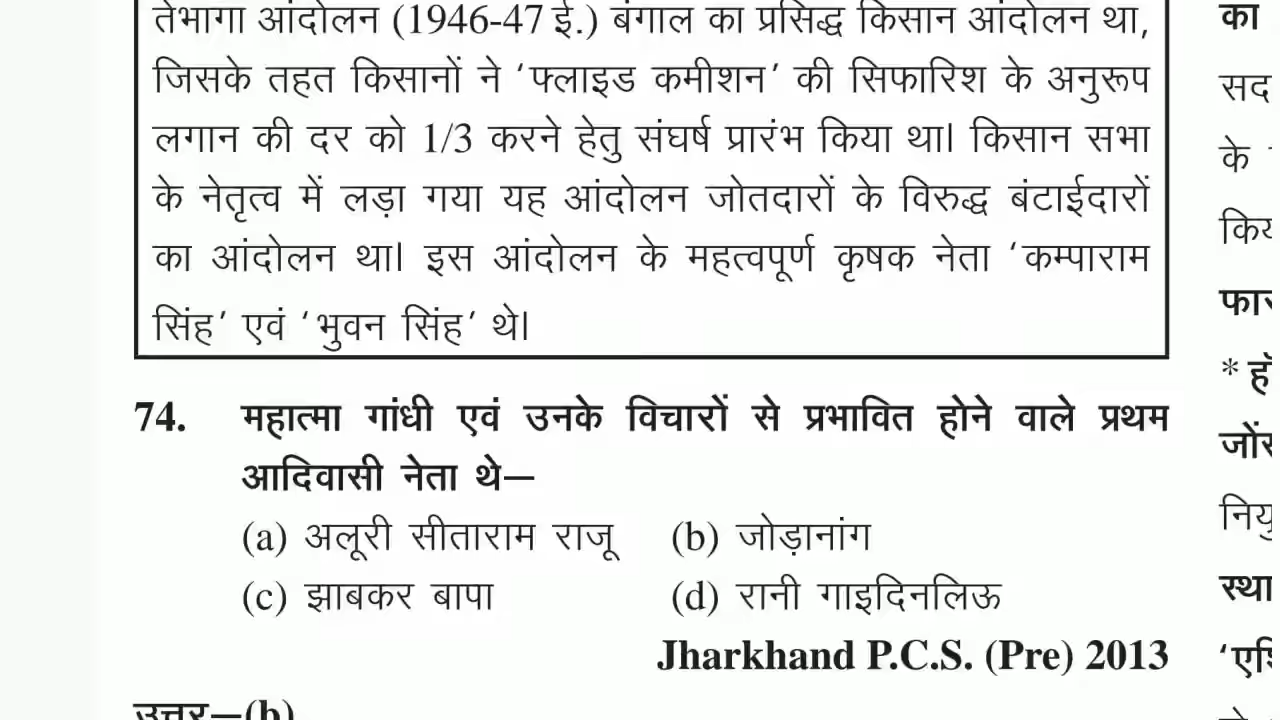 तेभागा आंदोलन (1946-47 ई.) बंगाल का प्रसिद्ध किसान आंदोलन था,
जिसके तहत किसानों ने ‘फ्लाइड कमीशन’ की सिफारिश के अनुरूप
लगान की दर को 1/3 करने हेतु संघर्ष प्रारंभ किया था। किसान सभा
के नेतृत्व में लड़ा गया यह आंदोलन जोतदारों के विरुद्ध बंटाईदारों
का आंदोलन था। इस आंदोलन के महत्वपूर्ण कृषक नेता ‘कम्पाराम
सिंह’ एवं ‘भुवन सिंह’ थे।
74. महात्मा गांधी एवं उनके विचारों से प्रभावित होने वाले प्रथम
आदिवासी नेता थे—
(a) अलूरी सीताराम राजू (b) जोड़ानांग
(c) झाबकर बापा (d) रानी गाइदिनलिऊ
Jharkhand P.C.S. (Pre) 2013
उत्तर—(b)
का
सद
के
* हॅ